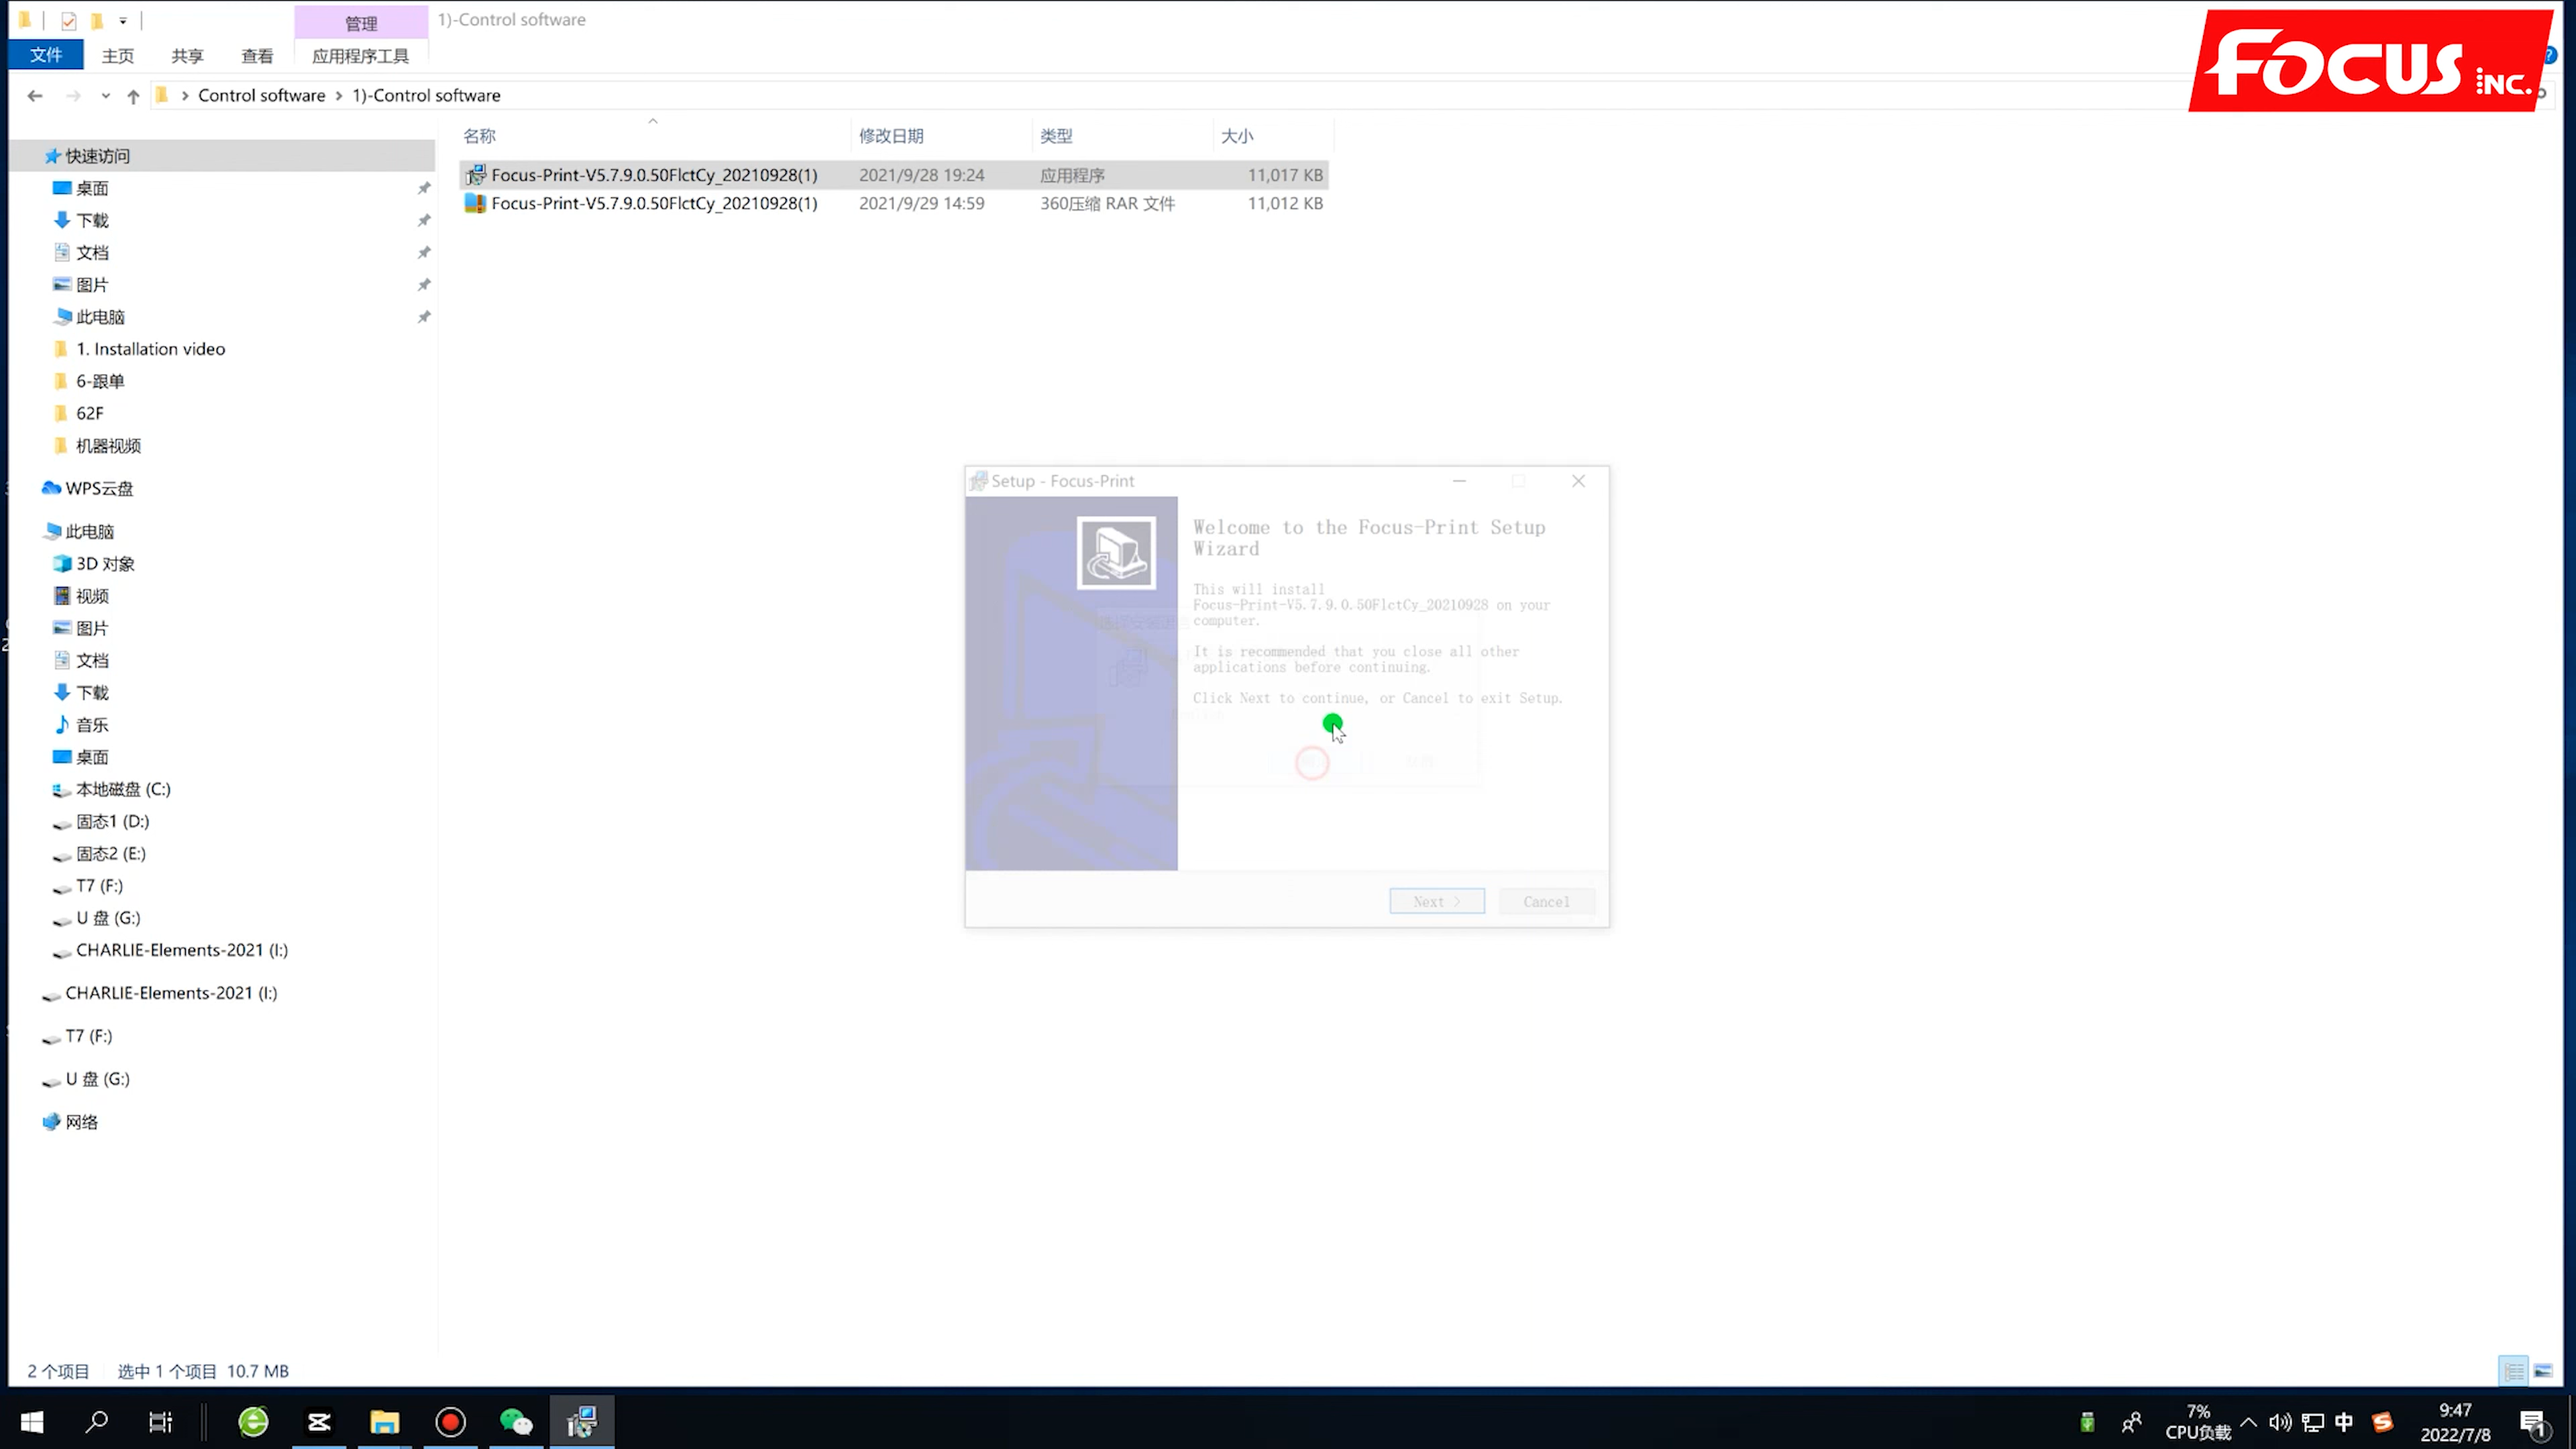 管理
1)-Control software
FOCUS INC.
文件
主页
共享
查看
应用程序工具
Control software
1)-Control software
名称
修改日期
类型
大小
Focus-Print-V5.7.9.0.50FlctCy_20210928(1)
2021/9/28 19:24
应用程序
11,017 KB
Focus-Print-V5.7.9.0.50FlctCy_20210928(1)
2021/9/29 14:59
360压缩 RAR 文件
11,012 KB
快速访问
桌面
下载
文档
图片
此电脑
1. Installation video
6-跟单
62F
机器视频
WPS云盘
此电脑
3D 对象
视频
图片
文档
下载
音乐
桌面
本地磁盘 (C:)
固态1 (D:)
固态2 (E:)
T7 (F:)
U 盘 (G:)
CHARLIE-Elements-2021 (I:)
CHARLIE-Elements-2021 (I:)
T7 (F:)
U 盘 (G:)
网络
Setup - Focus-Print
Welcome to the Focus-Print Setup
Wizard
This will install
Focus-Print-V5.7.9.0.50FlctCy_20210928 on your
computer.
It is recommended that you close all other
applications before continuing.
Click Next to continue, or Cancel to exit Setup.
Next >
Cancel
2 个项目
选中 1 个项目 10.7 MB
7%
CPU负载
中
9:47
2022/7/8
1